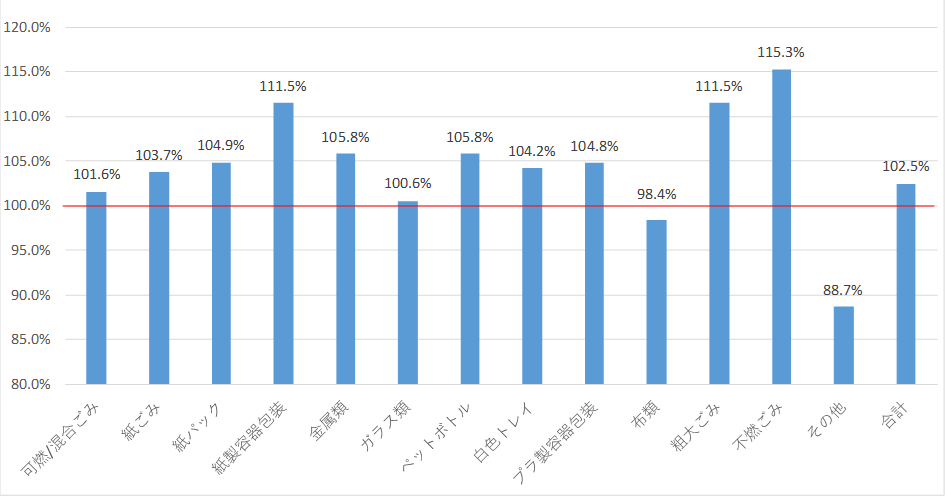 120.0%
115.0%
110.0%
105.0%
100.0%
95.0%
90.0%
85.0%
80.0%
101.6%
103.7%
104.9%
111.5%
105.8%
100.6%
105.8%
104.2%
104.8%
98.4%
111.5%
115.3%
88.7%
102.5%
可燃/混合ごみ
紙ごみ
紙パック
紙製容器包装
金属類
ガラス類
ペットボトル
白色トレイ
プラ製容器包装
布類
粗大ごみ
不燃ごみ
その他
合計